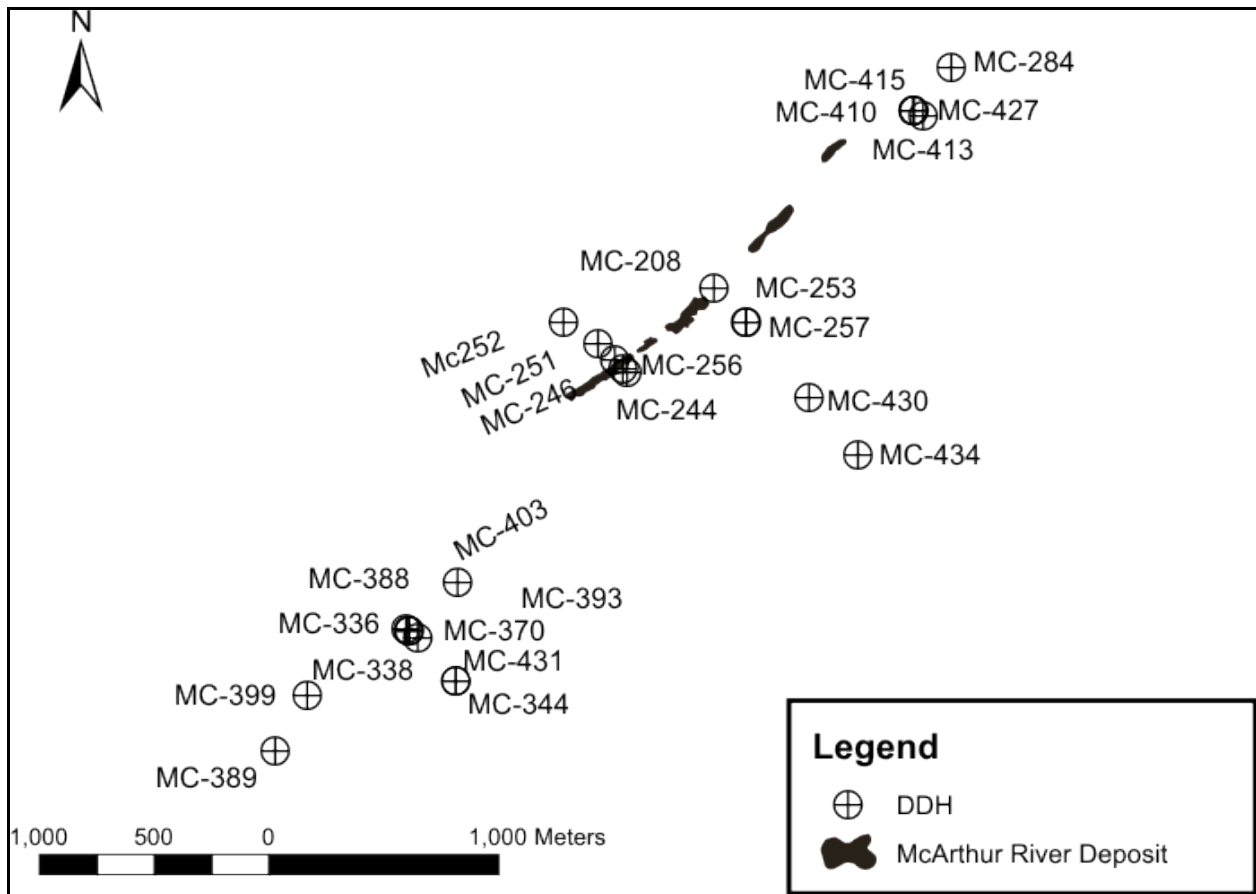 N
MC-284
MC-415
MC-410
MC-427
MC-413
MC-208
MC-253
MC-257
Mc252
MC-251
MC-256
MC-246
MC-244
MC-430
MC-434
MC-403
MC-388
MC-393
MC-336
MC-370
MC-431
MC-338
MC-399
MC-344
MC-389
Legend
DDH
McArthur River Deposit
1,000 500 0 1,000 Meters